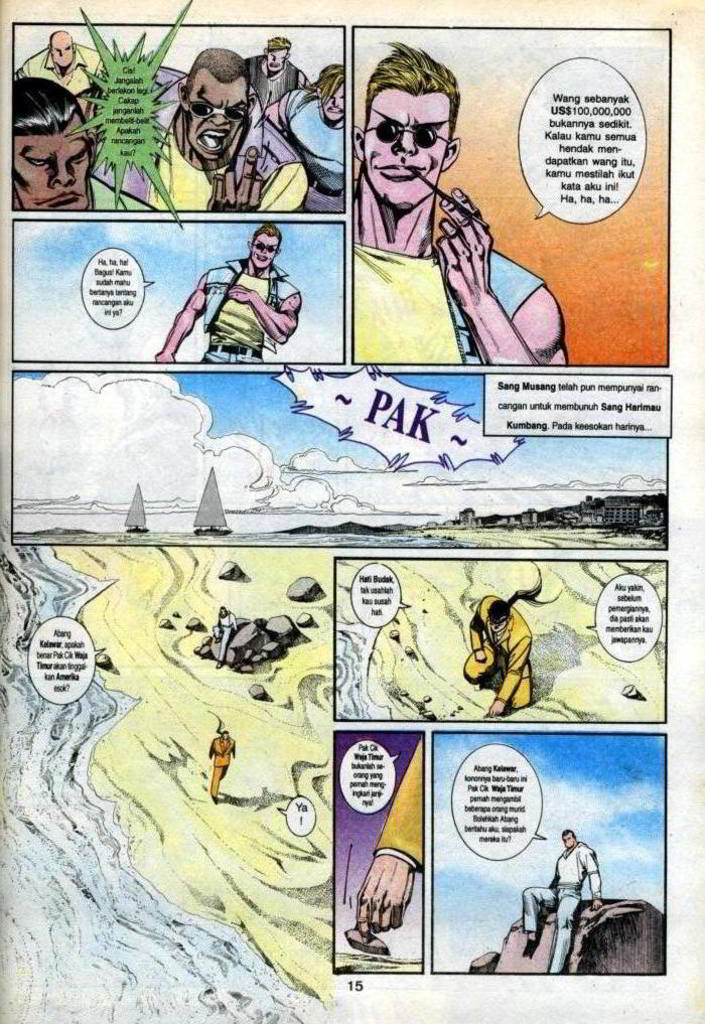 Cis!
Jangalah
berlakon lagi.
Cakap
janganlah
membelit-belit.
Apakah
rancangan
kau?
Wang sebanyak
US$100,000,000
bukannya sedikit.
Kalau kamu semua
hendak men-
dapatkan wang itu,
kamu mestilah ikut
kata aku ini!
Ha, ha, ha...
Ha, ha, ha!
Bagus! Kamu
sudah mahu
bertanya tentang
rancangan aku
ini ya?
~ PAK ~
Sang Musang telah pun mempunyai ran-
cangan untuk membunuh Sang Harimau
Kumbang. Pada keesokan harinya...
Abang
Kelawar, apakah
benar Pak Cik Waja
Timur akan tinggal-
kan Amerika
esok?
Ya
!
Hati Budak,
tak usah
kau susah
hati.
Aku yakin,
sebelum
pemergiannya,
dia pasti akan
memberikan kau
jawapannya.
Pak Cik
Waja Timur
bukanlah se-
orang yang
pernah meng-
ingkari janji-
nya!
Abang Kelawar,
kononnya baru-baru ini
Pak Cik Waja Timur
pernah mengambil
beberapa orang murid.
Bolehkah Abang
beritahu aku, siapakah
mereka itu?
15